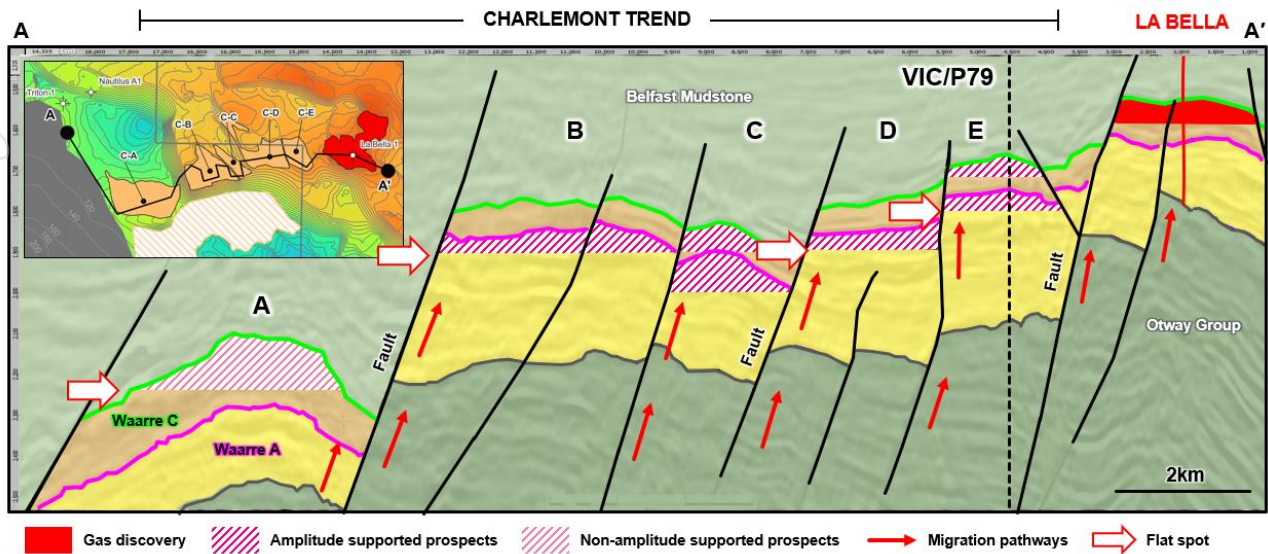 CHARLEMONT TREND
LA BELLA
A
A'
VIC/P79
Belfast Mudstone
Nautilus A1
Triton-1
A
C-A
C-B
C-C
C-D
C-E
La Bella 1
A'
A
B
C
D
E
Fault
Fault
Fault
Waarre C
Waarre A
Otway Group
2km
Gas discovery
Amplitude supported prospects
Non-amplitude supported prospects
Migration pathways
Flat spot